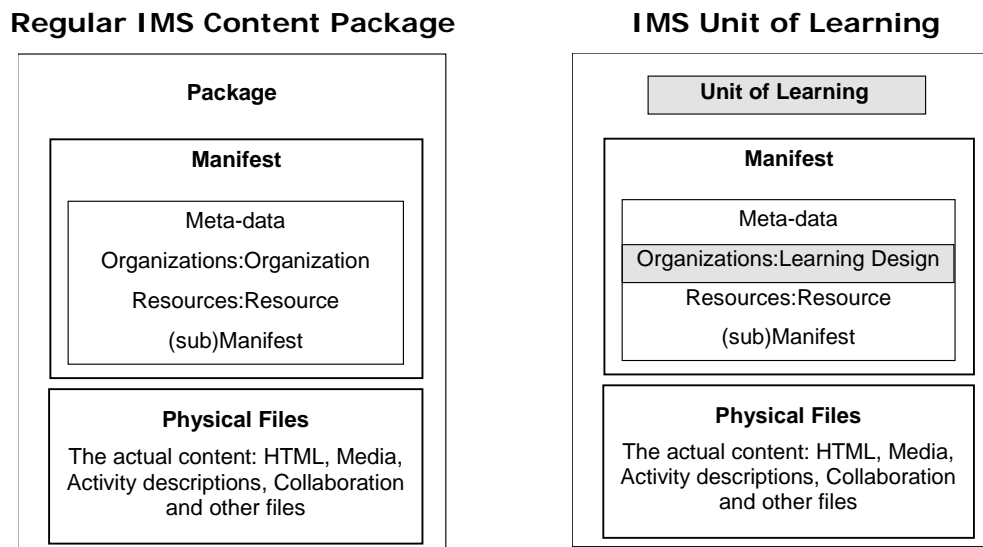 Regular IMS Content Package
Package
Manifest
Meta-data
Organizations:Organization
Resources:Resource
(sub)Manifest
Physical Files
The actual content: HTML, Media,
Activity descriptions, Collaboration
and other files
IMS Unit of Learning
Unit of Learning
Manifest
Meta-data
Organizations:Learning Design
Resources:Resource
(sub)Manifest
Physical Files
The actual content: HTML, Media,
Activity descriptions, Collaboration
and other files